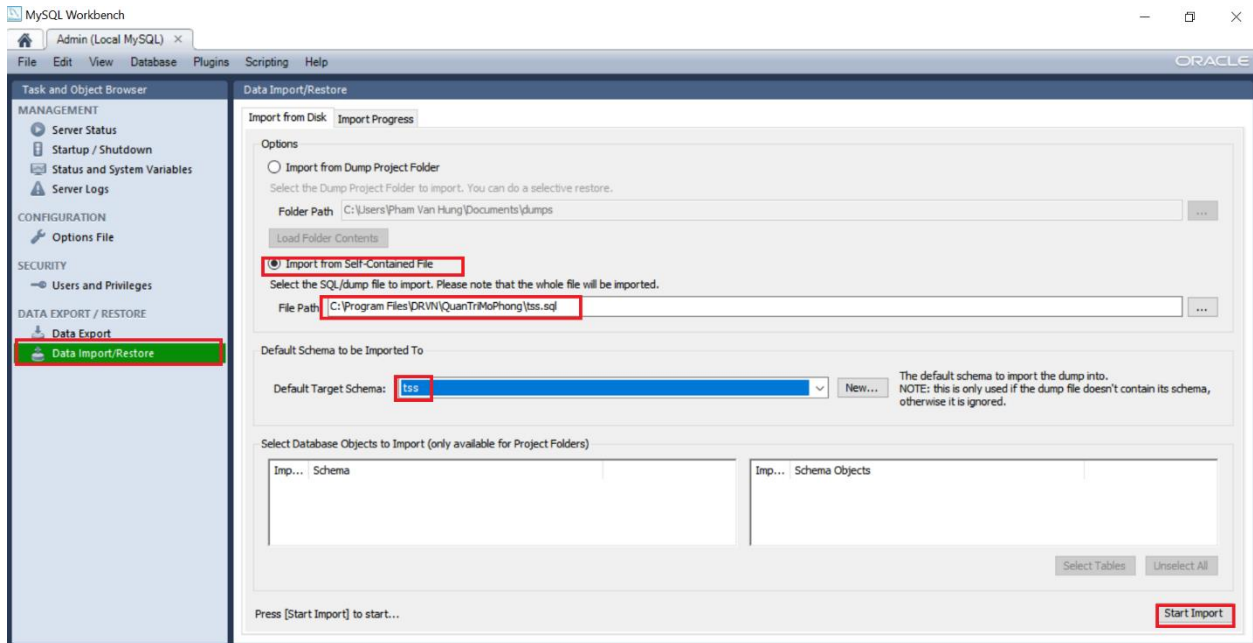 MySQL Workbench
Admin (Local MySQL)
File Edit View Database Plugins Scripting Help
ORACLE
Task and Object Browser
MANAGEMENT
Server Status
Startup / Shutdown
Status and System Variables
Server Logs
CONFIGURATION
Options File
SECURITY
Users and Privileges
DATA EXPORT / RESTORE
Data Export
Data Import/Restore
Data Import/Restore
Import from Disk Import Progress
Options
Import from Dump Project Folder
Select the Dump Project Folder to import. You can do a selective restore.
Folder Path C:\Users\Pham Van Hung\Documents\dumps ...
Load Folder Contents
Import from Self-Contained File
Select the SQL/dump file to import. Please note that the whole file will be imported.
File Path C:\Program Files\DRVN\QuanTriMoPhong\tss.sql ...
Default Schema to be Imported To
Default Target Schema: tss New...
The default schema to import the dump into.
NOTE: this is only used if the dump file doesn't contain its schema,
otherwise it is ignored.
Select Database Objects to Import (only available for Project Folders)
Imp... Schema
Imp... Schema Objects
Select Tables Unselect All
Press [Start Import] to start...
Start Import